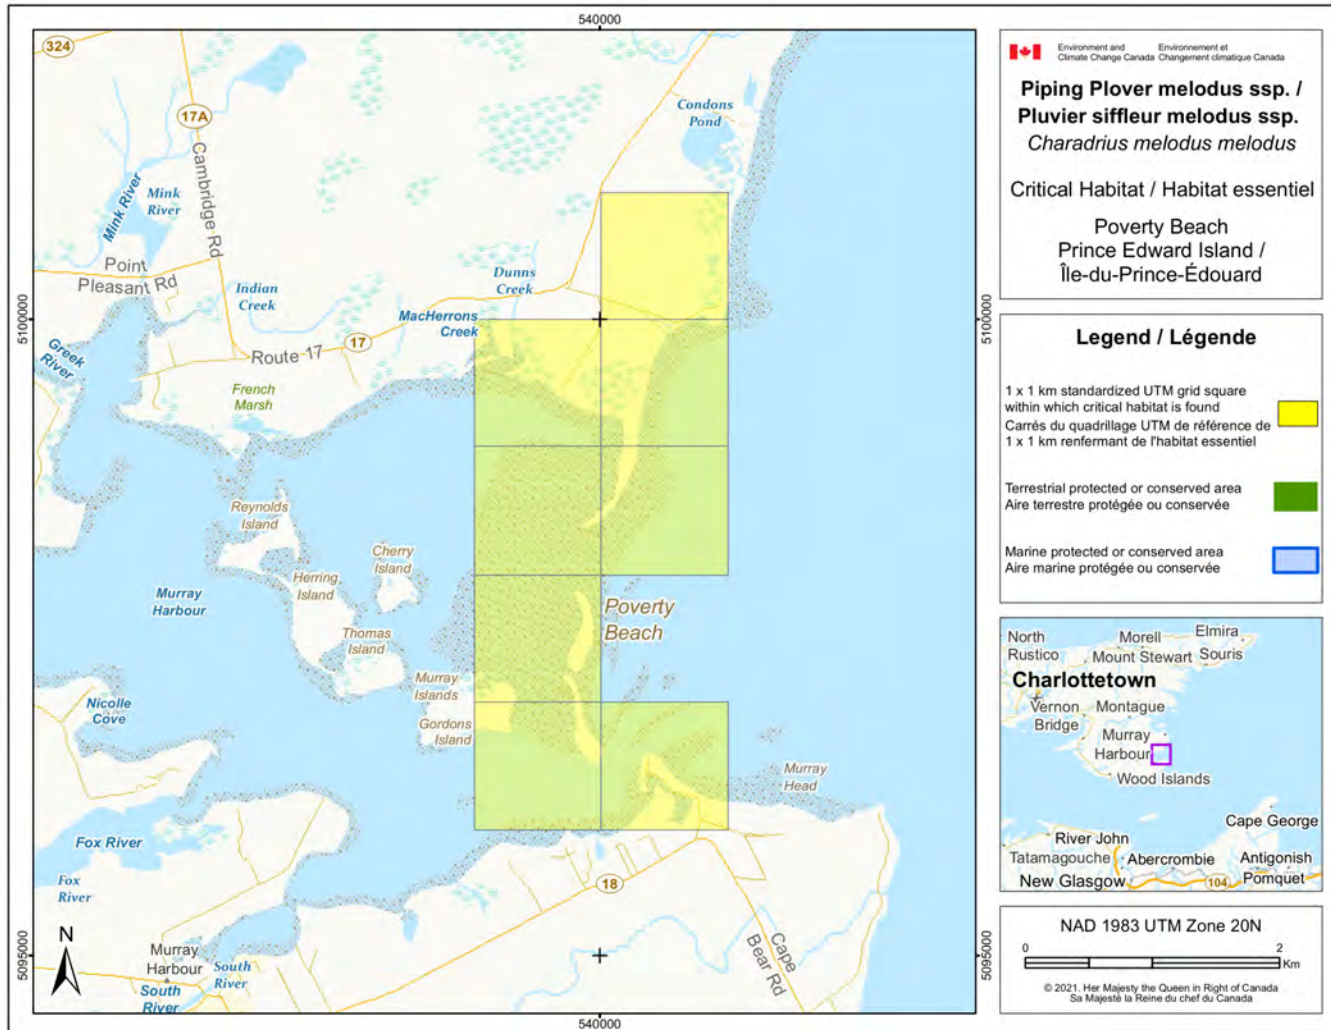 540000
324
17A
Cambridge Rd
Condons
Pond
Mink River
Mink
River
Point
Pleasant Rd
Indian
Creek
Dunns
Creek
MacHerrons
Creek
5100000
5100000
Greek
River
Route 17
17
French
Marsh
Reynolds
Island
Cherry
Island
Herring
Island
Murray
Harbour
Thomas
Island
Poverty
Beach
Murray
Islands
Gordons
Island
Nicolle
Cove
Murray
Head
Fox River
Fox
River
18
Cape
Bear Rd
N
Murray
Harbour
South
River
South
River
5095000
5095000
540000
Environment and
Climate Change Canada
Environnement et
Changement climatique Canada
Piping Plover melodus ssp. /
Pluvier siffleur melodus ssp.
Charadrius melodus melodus
Critical Habitat / Habitat essentiel
Poverty Beach
Prince Edward Island /
Île-du-Prince-Édouard
Legend / Légende
1 x 1 km standardized UTM grid square
within which critical habitat is found
Carrés du quadrillage UTM de référence de
1 x 1 km renfermant de l'habitat essentiel
Terrestrial protected or conserved area
Aire terrestre protégée ou conservée
Marine protected or conserved area
Aire marine protégée ou conservée
North
Rustico
Morell
Elmira
Mount Stewart
Souris
Charlottetown
Vernon
Bridge
Montague
Murray
Harbour
Wood Islands
Cape George
River John
Tatamagouche
Abercrombie
Antigonish
New Glasgow
104
Pomquet
NAD 1983 UTM Zone 20N
0 2
Km
© 2021. Her Majesty the Queen in Right of Canada
Sa Majesté la Reine du chef du Canada